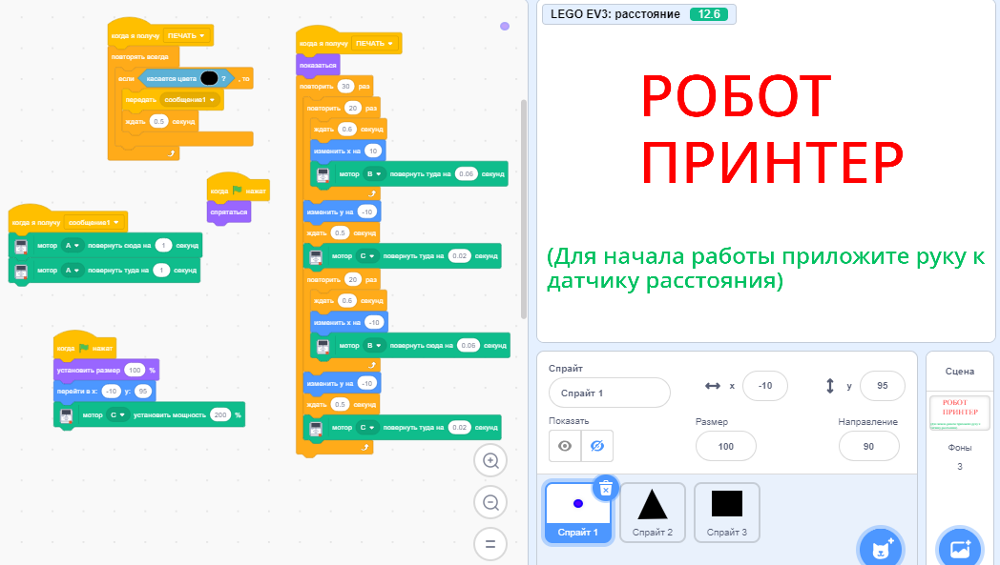 когда я получу ПЕЧАТЬ
повторять всегда
если касается цвета ? , то
передать сообщение1
ждать 0.5 секунд
когда нажат
спрятаться
когда я получу сообщение1
мотор A повернуть сюда на 1 секунд
мотор A повернуть туда на 1 секунд
когда нажат
установить размер 100 %
перейти в x: -10 y: 95
мотор C установить мощность 200 %
когда я получу ПЕЧАТЬ
показаться
повторить 30 раз
повторить 20 раз
ждать 0.6 секунд
изменить x на 10
мотор B повернуть туда на 0.06 секунд
изменить y на -10
ждать 0.5 секунд
мотор C повернуть туда на 0.02 секунд
повторить 20 раз
ждать 0.6 секунд
изменить x на -10
мотор B повернуть сюда на 0.06 секунд
изменить y на -10
ждать 0.5 секунд
мотор C повернуть туда на 0.02 секунд
LEGO EV3: расстояние 12.6
РОБОТ
ПРИНТЕР
(Для начала работы приложите руку к
датчику расстояния)
Спрайт
Спрайт 1
x -10
y 95
Показать
Размер
100
Направление
90
Спрайт 1
Спрайт 2
Спрайт 3
Сцена
РОБОТ
ПРИНТЕР
Фоны
3